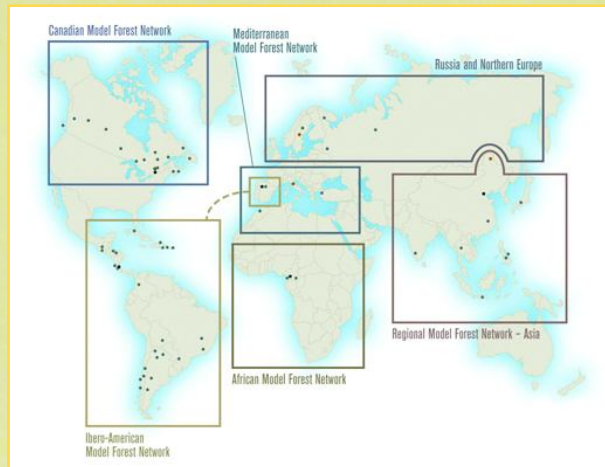 Canadian Model Forest Network
Mediterranean
Model Forest Network
Russia and Northern Europe
Regional Model Forest Network – Asia
African Model Forest Network
Ibero-American
Model Forest Network